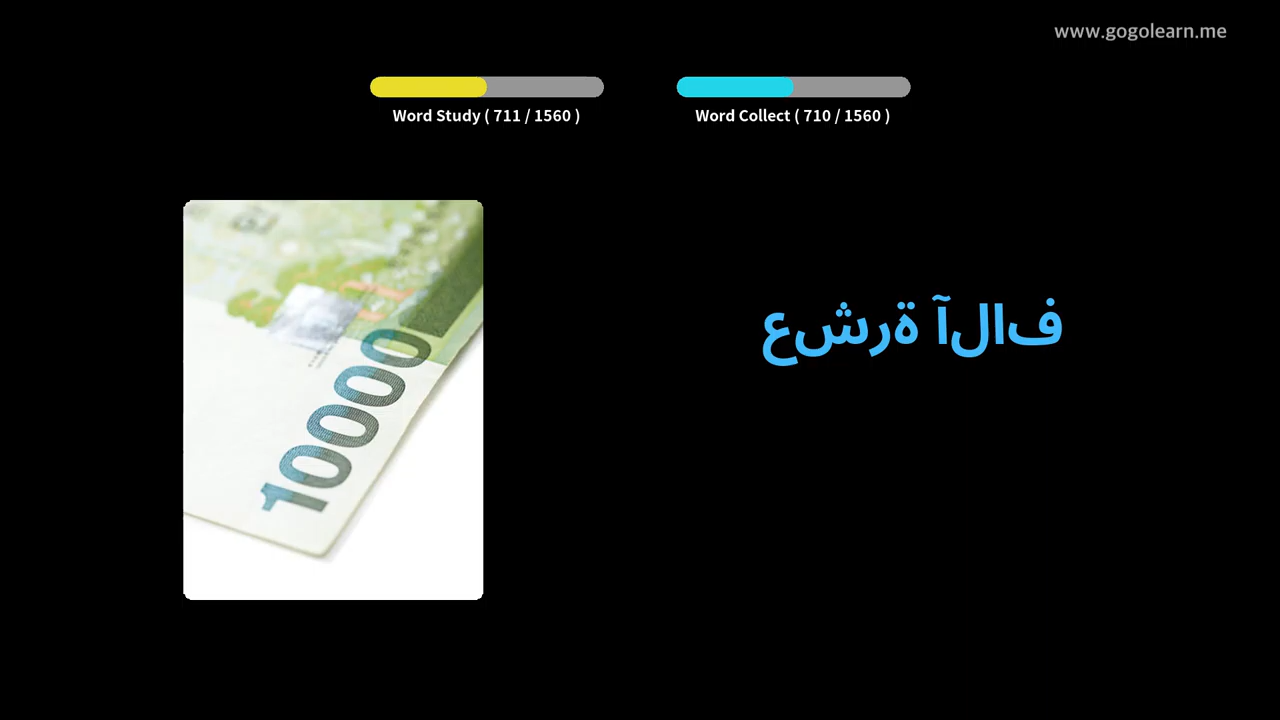 www.gogolearn.me
Word Study ( 711 / 1560 )
Word Collect ( 710 / 1560 )
10000
فالآ ةرشع